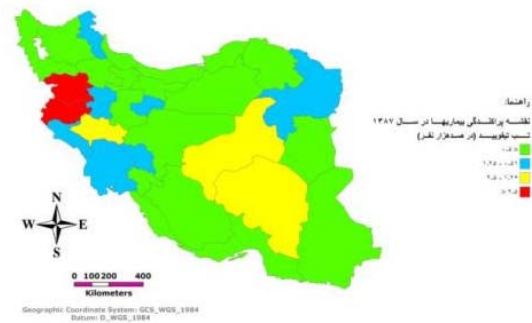 راهنما:
نقشه پراکندگی بیماریها در سال ۱۳۸۷
تب تیفویید (در صدهزار نفر)
N
W E
S
0 100 200 400
Kilometers
Geographic Coordinate System: GCS_WGS_1984
Datum: D_WGS_1984